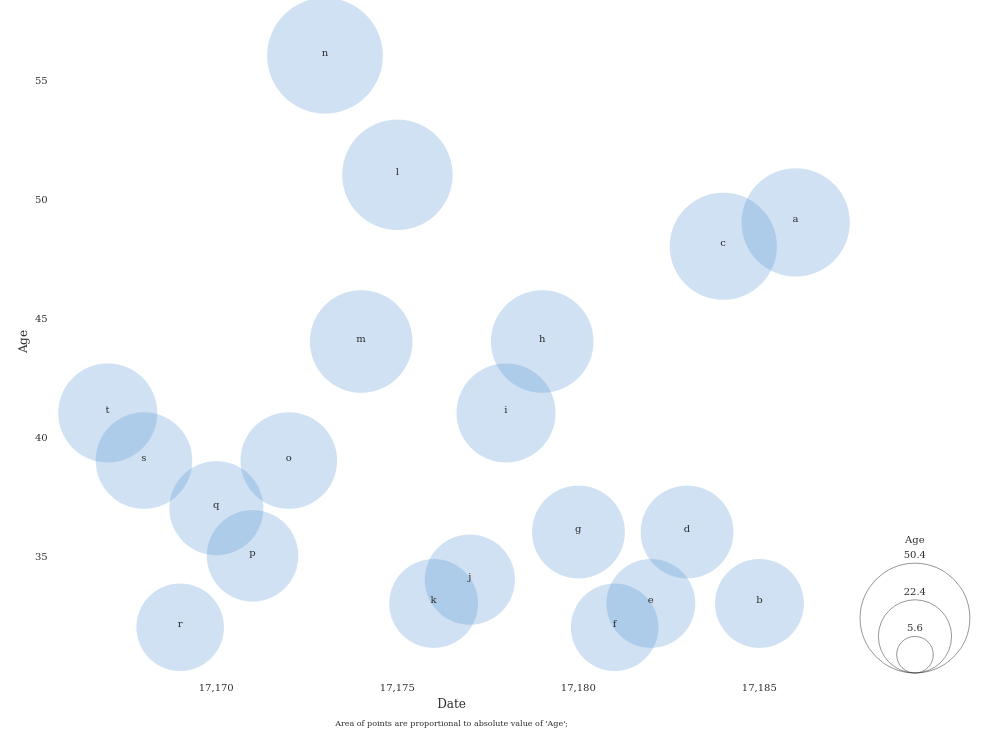 n
55
l
50
a
c
45
m
h
Age
t
i
40
s
o
q
g
d
p
35
Age
50.4
j
k
e
b
22.4
r
f
5.6
17,170
17,175
17,180
17,185
Date
Area of points are proportional to absolute value of 'Age';